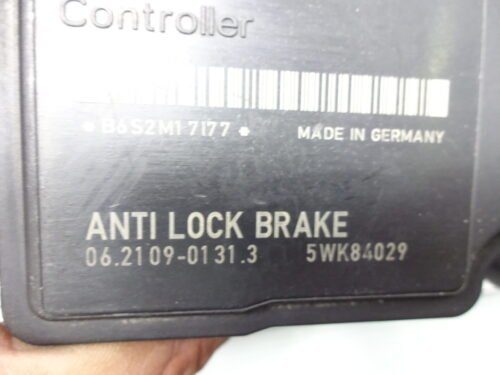 Controller
* B6S2M17177 * MADE IN GERMANY
ANTI LOCK BRAKE
06.2109-0131.3 5WK84029